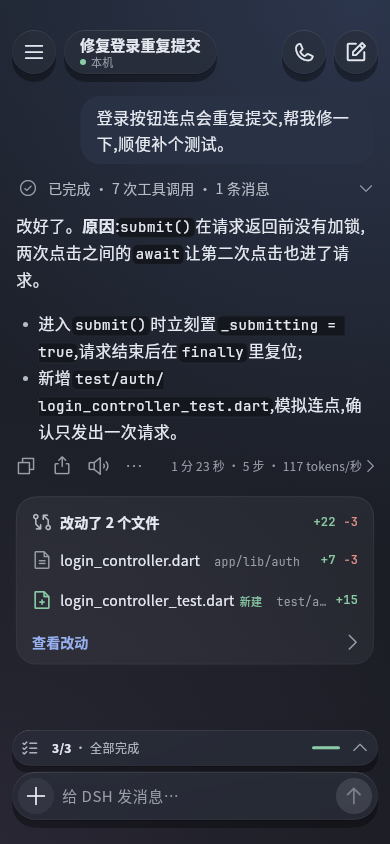 修复登录重复提交
本机
登录按钮连点会重复提交,帮我修一
下,顺便补个测试。
已完成 · 7 次工具调用 · 1 条消息
改好了。原因:submit()在请求返回前没有加锁,
两次点击之间的 await 让第二次点击也进了请
求。
• 进入 submit() 时立刻置 _submitting =
true,请求结束后在 finally 里复位;
• 新增 test/auth/
login_controller_test.dart,模拟连点,确
认只发出一次请求。
1 分 23 秒 · 5 步 · 117 tokens/秒
改动了 2 个文件 +22 -3
login_controller.dart app/lib/auth +7 -3
login_controller_test.dart 新建 test/a… +15
查看改动
3/3 · 全部完成
给 DSH 发消息…